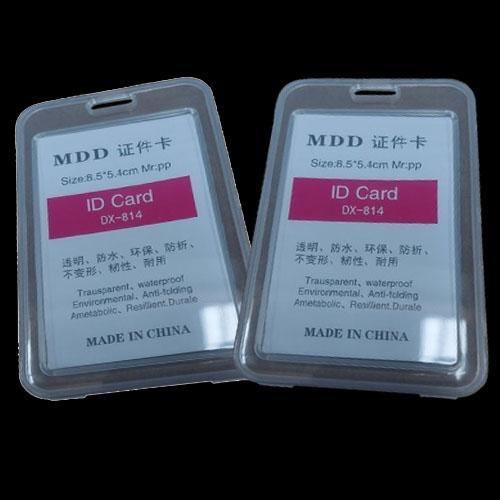 MDD 证件卡
Size:8.5*5.4cm Mr:pp
ID Card
DX-814
透明、防水、环保、防折、
不变形、韧性、耐用
Transparent、waterproof
Environmental、Anti-folding
Ametabolic、Resillient.Durale
MADE IN CHINA
MDD 证件卡
Size:8.5*5.4cm Mr:pp
ID Card
DX-814
透明、防水、环保、防折、
不变形、韧性、耐用
Transparent、waterproof
Environmental、Anti-folding
Ametabolic、Resillient.Durale
MADE IN CHINA